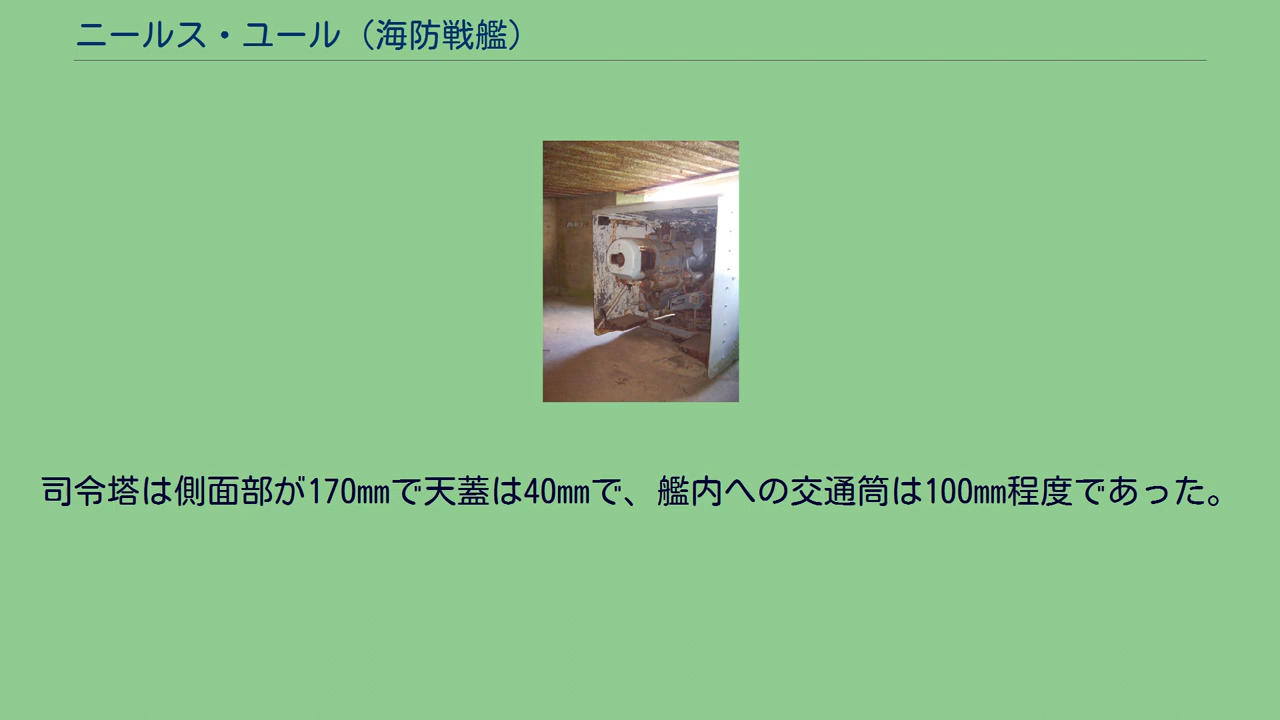 ニールス・ユール（海防戦艦）
司令塔は側面部が170㎜で天蓋は40㎜で、艦内への交通筒は100㎜程度であった。